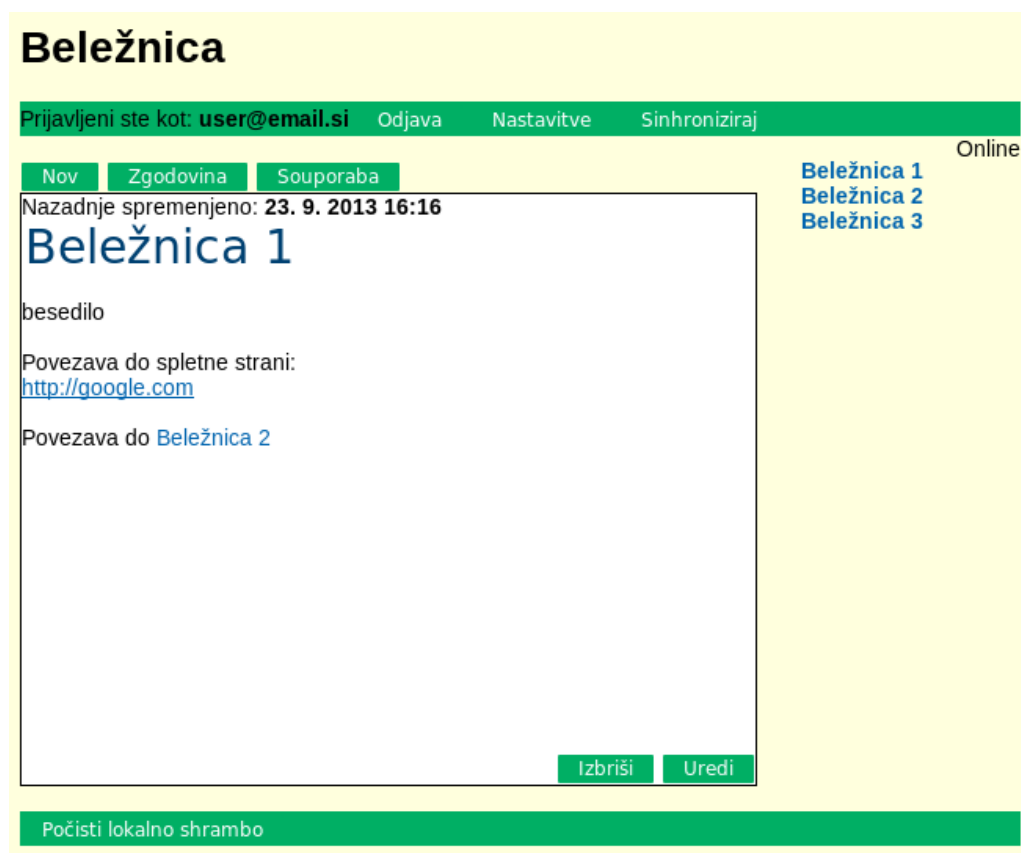 Beležnica
Prijavljeni ste kot: user@email.si Odjava Nastavitve Sinhroniziraj
Online
Nov Zgodovina Souporaba
Nazadnje spremenjeno: 23. 9. 2013 16:16
Beležnica 1
besedilo
Povezava do spletne strani:
http://google.com
Povezava do Beležnica 2
Izbriši Uredi
Beležnica 1
Beležnica 2
Beležnica 3
Počisti lokalno shrambo